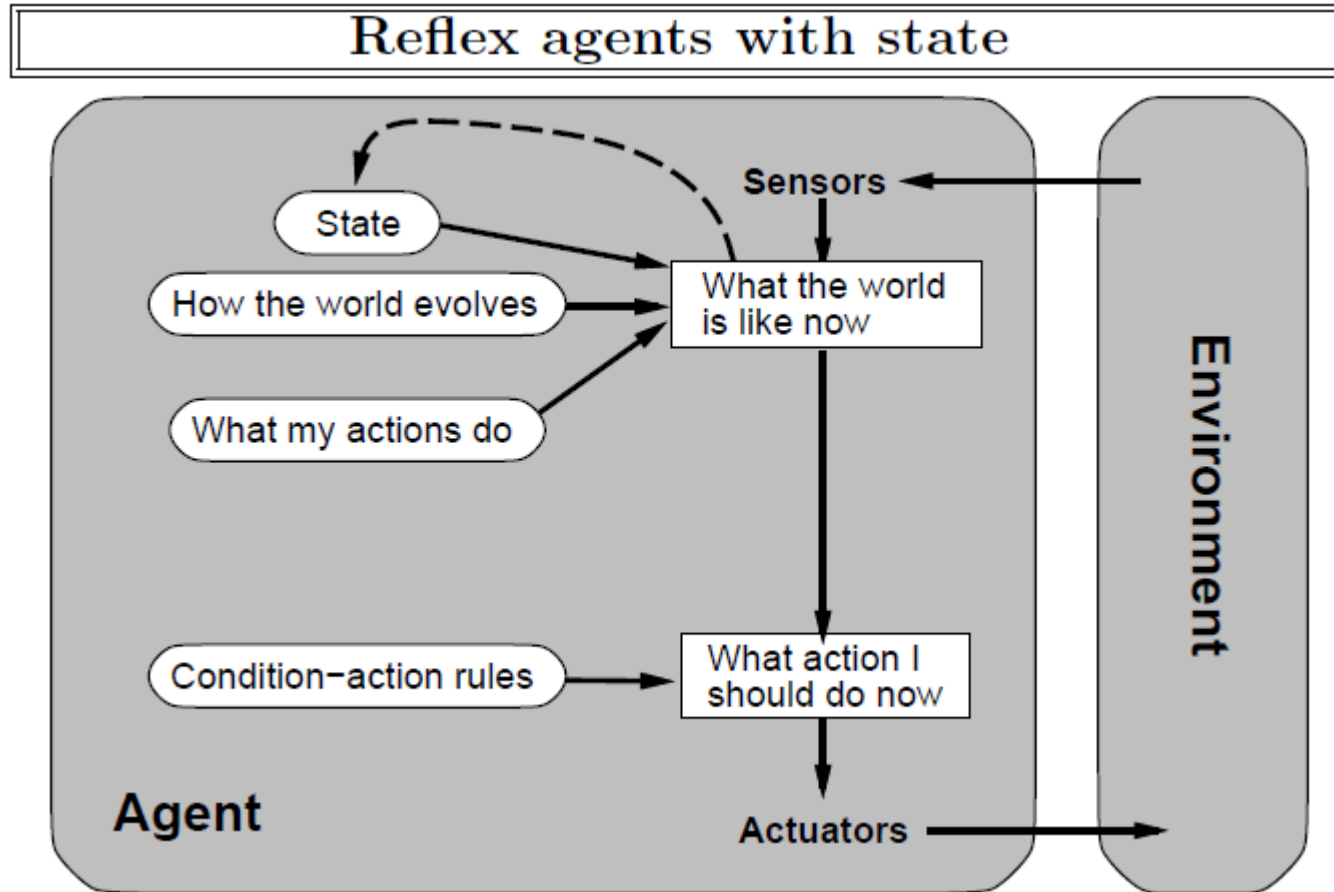 Reflex agents with state
Sensors
State
What the world
is like now
How the world evolves
What my actions do
Environment
Condition−action rules
What action I
should do now
Agent
Actuators